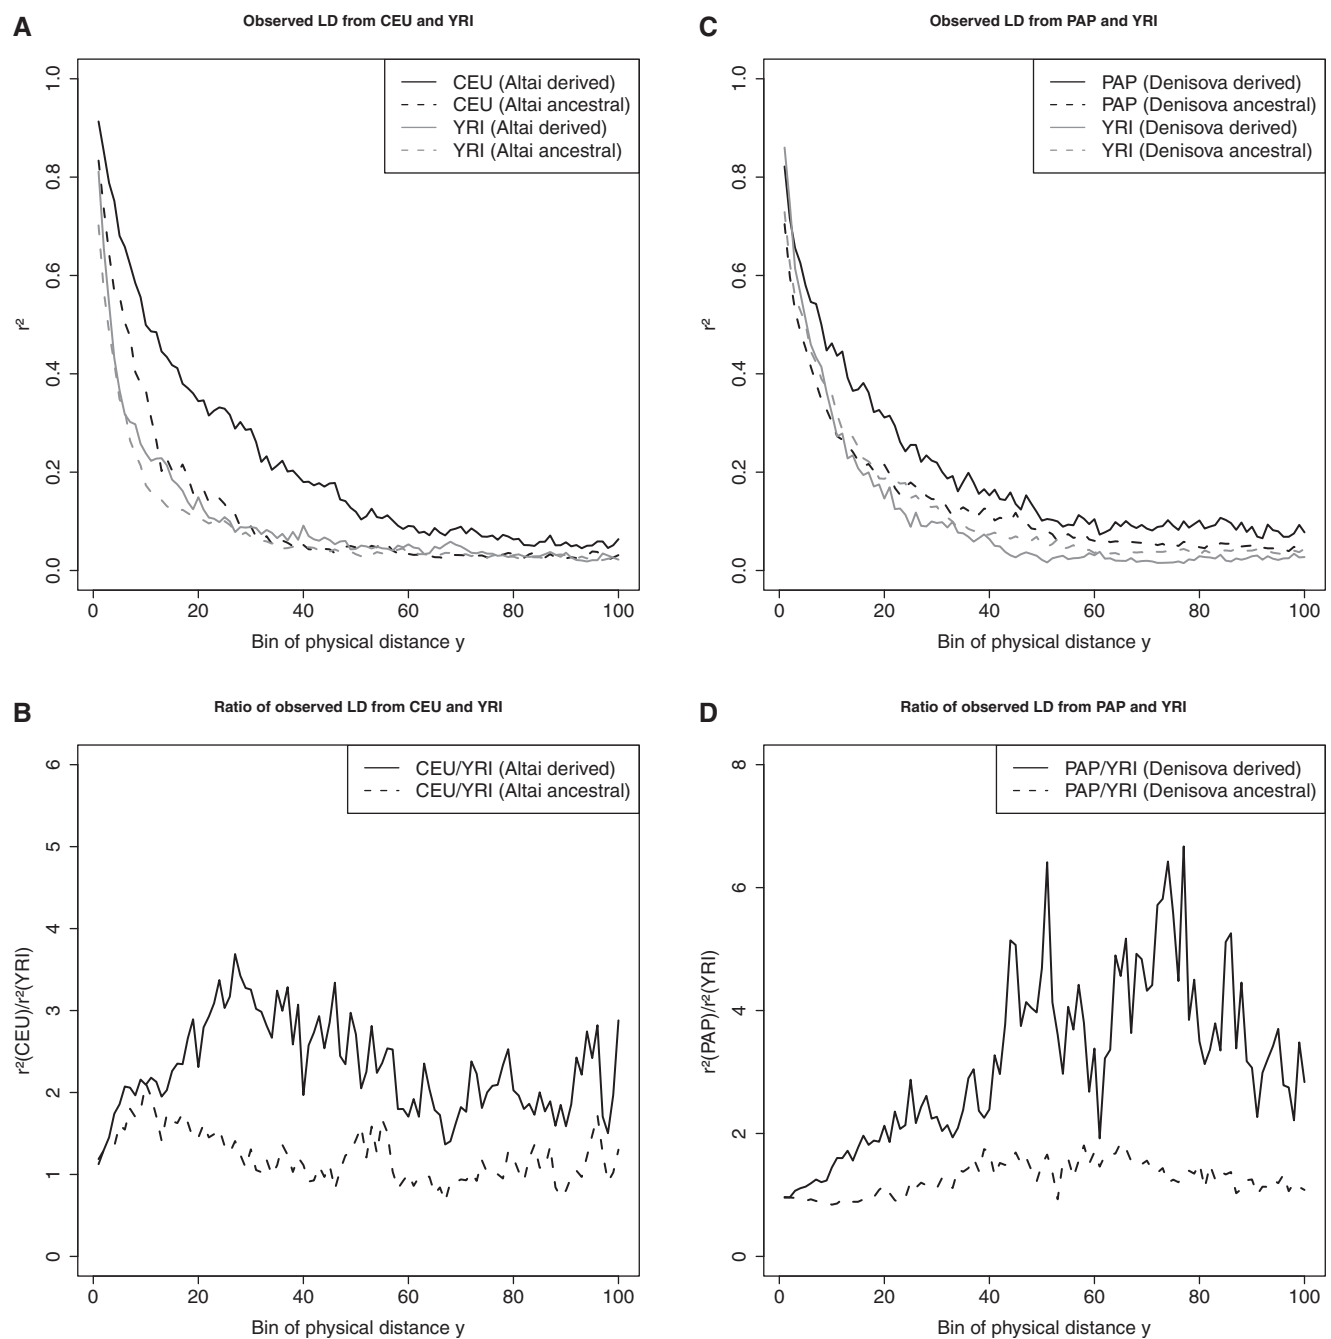 A
Observed LD from CEU and YRI
CEU (Altai derived)
CEU (Altai ancestral)
YRI (Altai derived)
YRI (Altai ancestral)
1.0
0.8
0.6
0.4
0.2
0.0
r²
0 20 40 60 80 100
Bin of physical distance y
C
Observed LD from PAP and YRI
PAP (Denisova derived)
PAP (Denisova ancestral)
YRI (Denisova derived)
YRI (Denisova ancestral)
1.0
0.8
0.6
0.4
0.2
0.0
r²
0 20 40 60 80 100
Bin of physical distance y
B
Ratio of observed LD from CEU and YRI
CEU/YRI (Altai derived)
CEU/YRI (Altai ancestral)
6
5
4
3
2
1
0
r²(CEU)/r²(YRI)
0 20 40 60 80 100
Bin of physical distance y
D
Ratio of observed LD from PAP and YRI
PAP/YRI (Denisova derived)
PAP/YRI (Denisova ancestral)
8
6
4
2
0
r²(PAP)/r²(YRI)
0 20 40 60 80 100
Bin of physical distance y